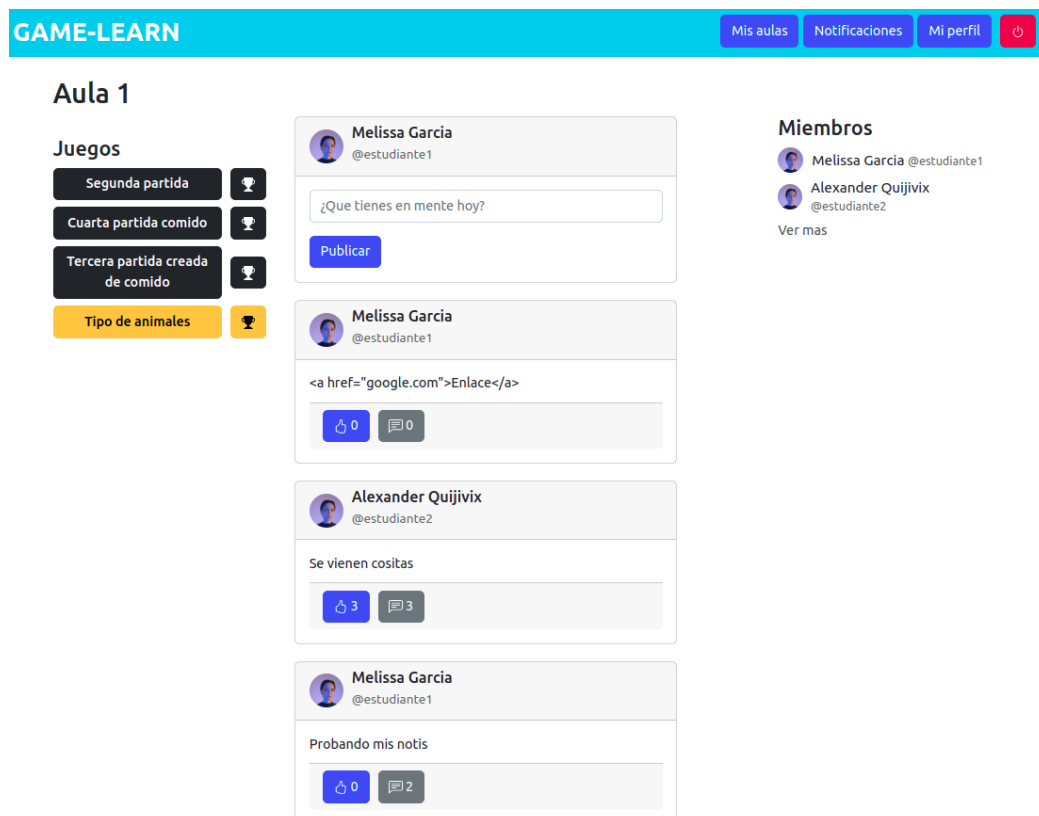 GAME-LEARN
Mis aulas
Notificaciones
Mi perfil
Aula 1
Juegos
Segunda partida
Cuarta partida comido
Tercera partida creada
de comido
Tipo de animales
Melissa Garcia
@estudiante1
¿Que tienes en mente hoy?
Publicar
Melissa Garcia
@estudiante1
<a href="google.com">Enlace</a>
0
0
Alexander Quijivix
@estudiante2
Se vienen cositas
3
3
Melissa Garcia
@estudiante1
Probando mis notis
0
2
Miembros
Melissa Garcia @estudiante1
Alexander Quijivix
@estudiante2
Ver mas